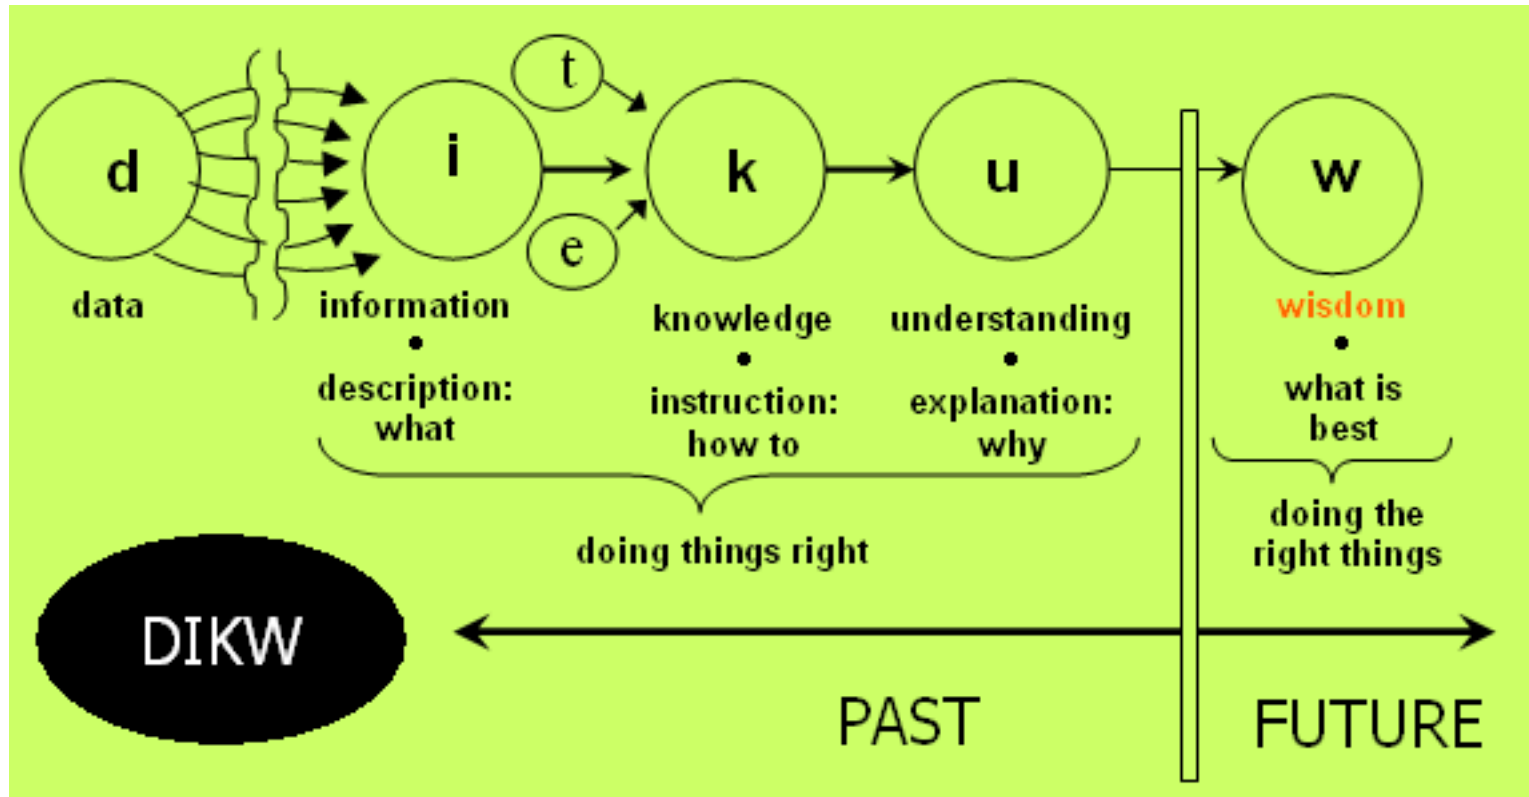 t
d
i
k
u
w
e
data
information
knowledge
understanding
wisdom
•
•
•
•
description:
what
instruction:
how to
explanation:
why
what is
best
doing things right
doing the
right things
DIKW
PAST
FUTURE